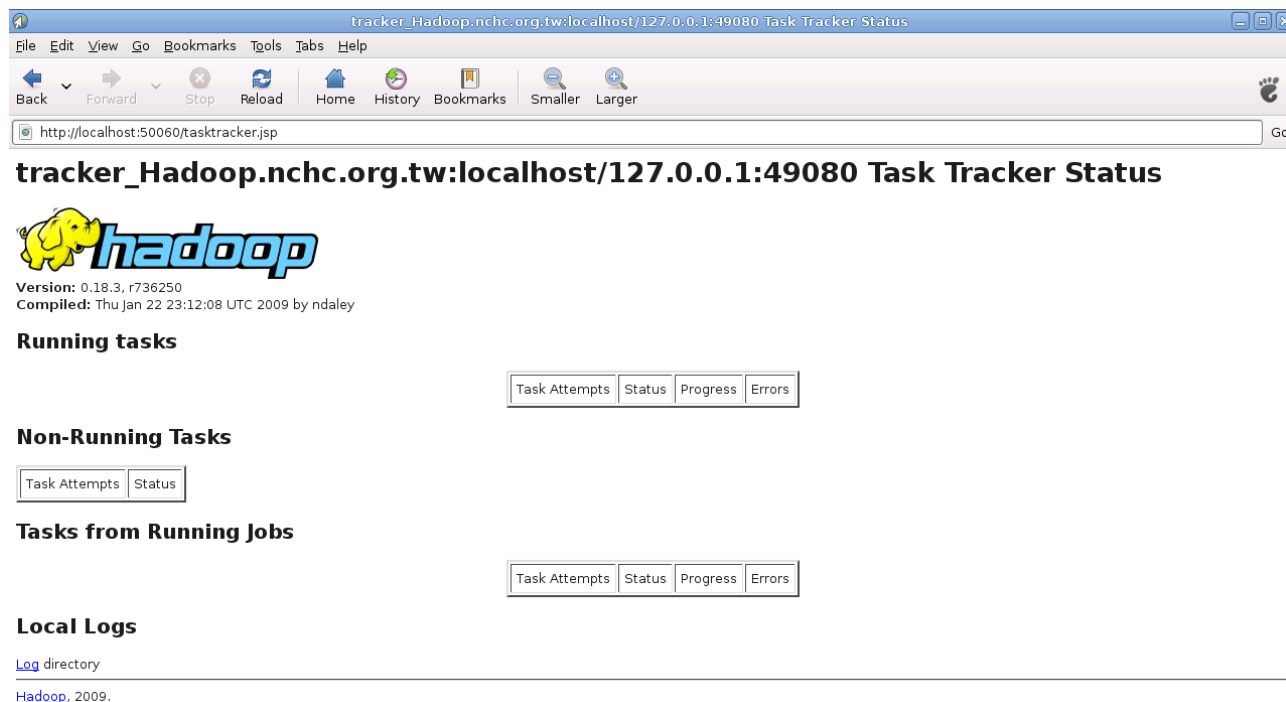 tracker_Hadoop.nchc.org.tw:localhost/127.0.0.1:49080 Task Tracker Status
File Edit View Go Bookmarks Tools Tabs Help
Back Forward Stop Reload Home History Bookmarks Smaller Larger
http://localhost:50060/tasktracker.jsp Go
tracker_Hadoop.nchc.org.tw:localhost/127.0.0.1:49080 Task Tracker Status
hadoop
Version: 0.18.3, r736250
Compiled: Thu Jan 22 23:12:08 UTC 2009 by ndaley
Running tasks
Task Attempts Status Progress Errors
Non-Running Tasks
Task Attempts Status
Tasks from Running Jobs
Task Attempts Status Progress Errors
Local Logs
Log directory
Hadoop, 2009.